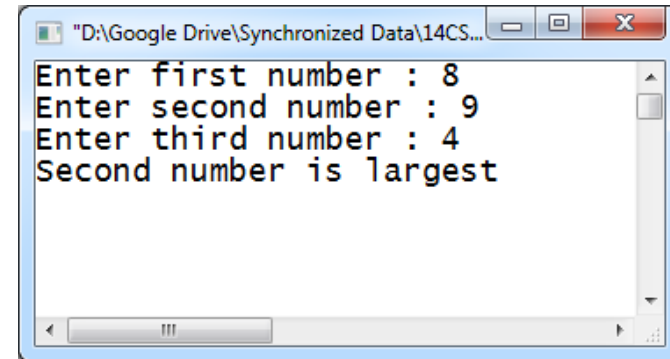 "D:\Google Drive\Synchronized Data\14CS...
Enter first number : 8
Enter second number : 9
Enter third number : 4
Second number is largest